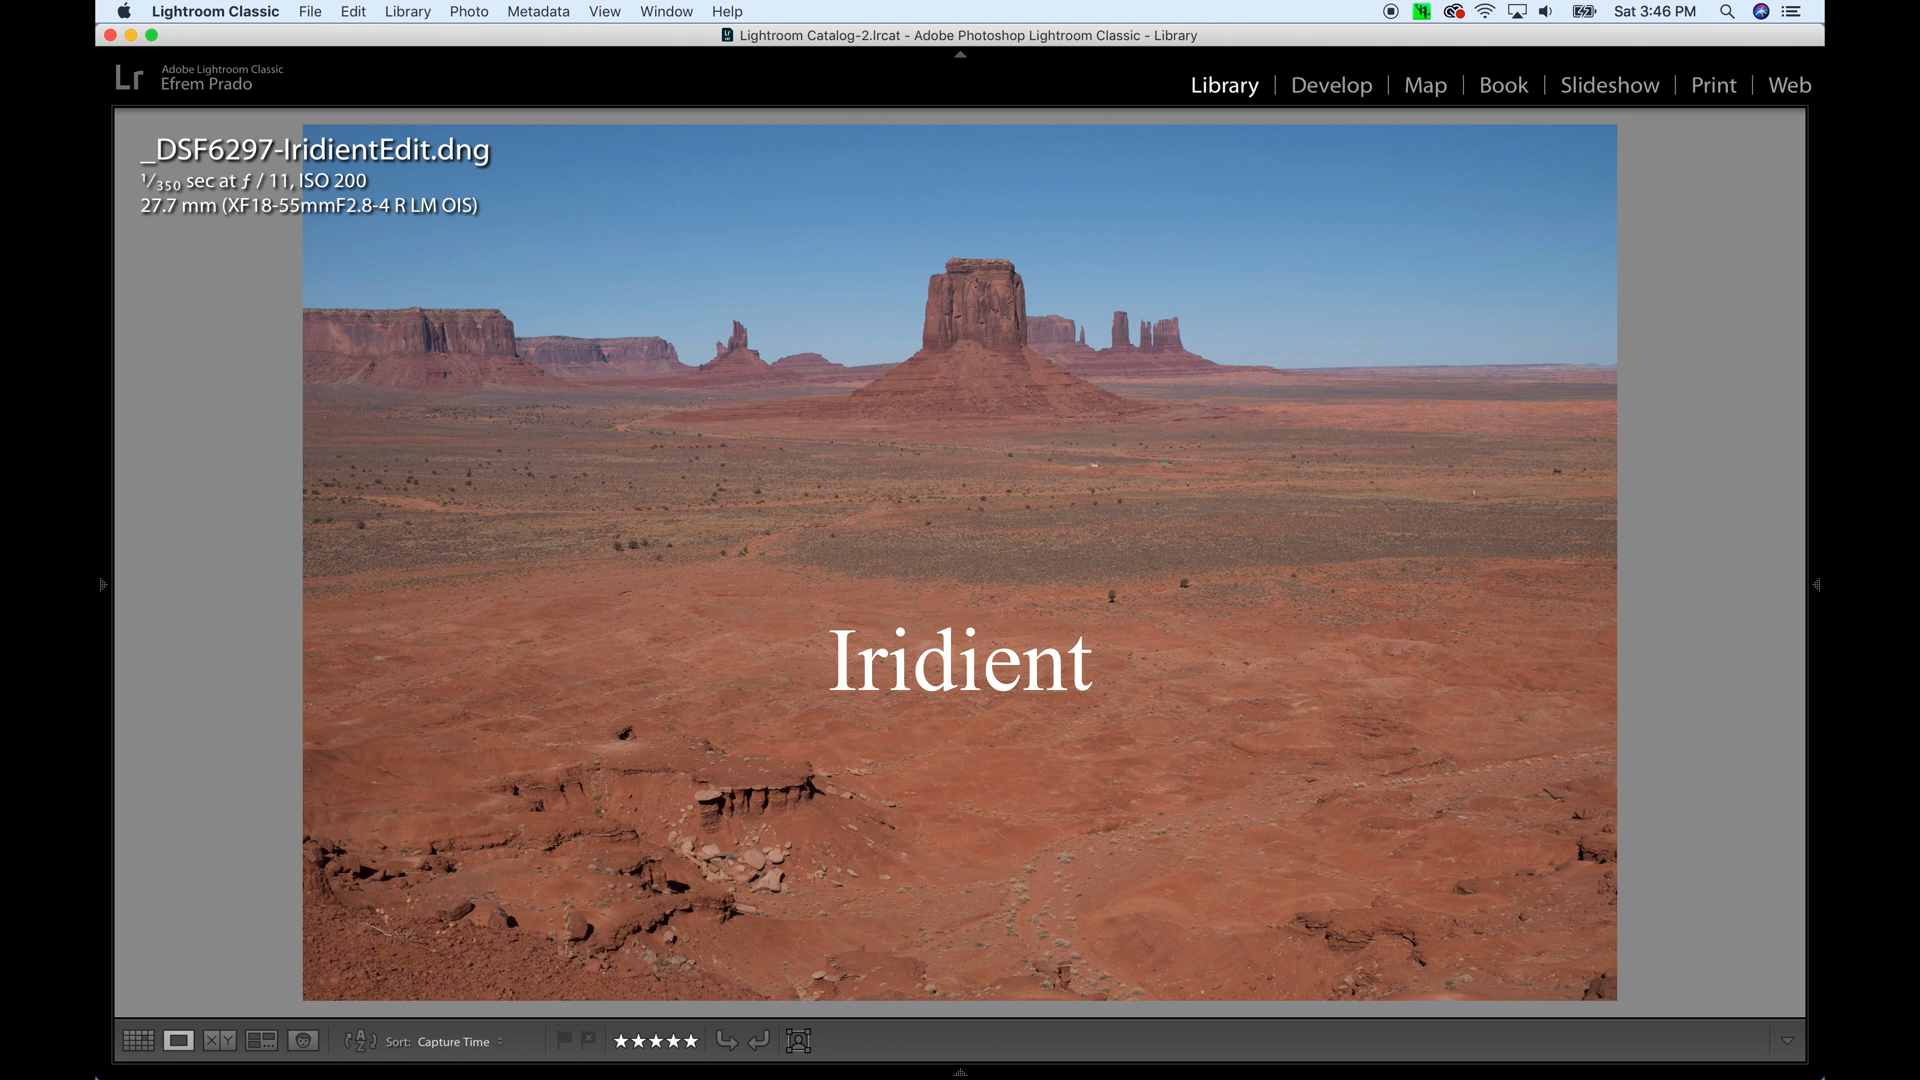 Lightroom Classic File Edit Library Photo Metadata View Window Help Sat 3:46 PM
Lightroom Catalog-2.lrcat - Adobe Photoshop Lightroom Classic - Library
Lr Adobe Lightroom Classic
Efrem Prado
Library | Develop | Map | Book | Slideshow | Print | Web
_DSF6297-IridientEdit.dng
1/350 sec at ƒ / 11, ISO 200
27.7 mm (XF18-55mmF2.8-4 R LM OIS)
Iridient
XY Sort: Capture Time